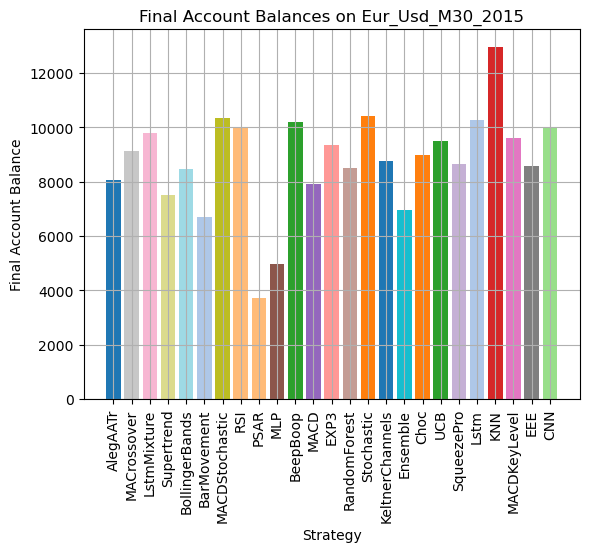 Final Account Balances on Eur_Usd_M30_2015
Final Account Balance
12000
10000
8000
6000
4000
2000
0
AlegAATr
MACrossover
LstmMixture
Supertrend
BollingerBands
BarMovement
MACDStochastic
RSI
PSAR
MLP
BeepBoop
MACD
EXP3
RandomForest
Stochastic
KeltnerChannels
Ensemble
Choc
UCB
SqueezePro
Lstm
KNN
MACDKeyLevel
EEE
CNN
Strategy